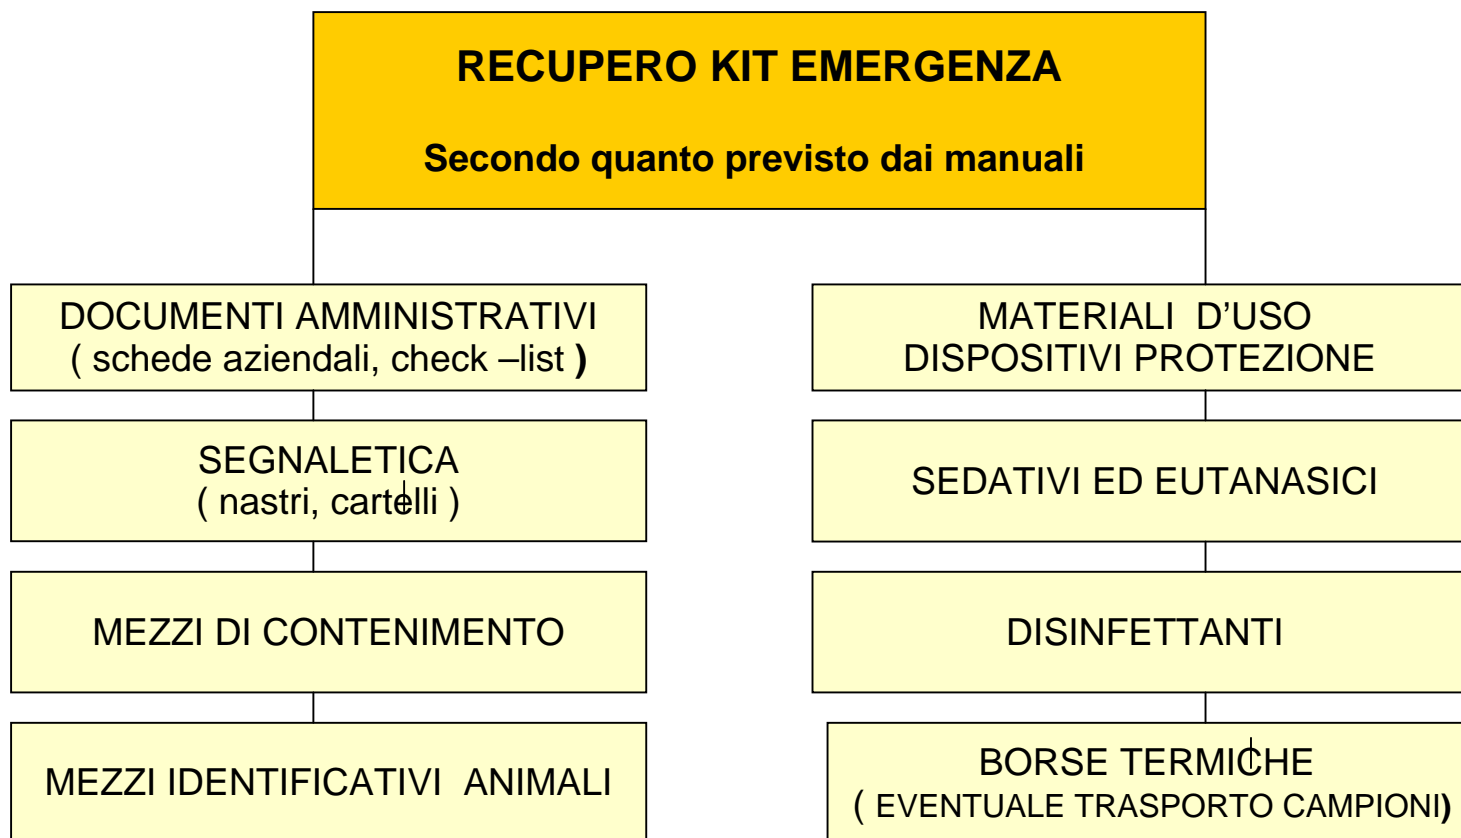 RECUPERO KIT EMERGENZA
Secondo quanto previsto dai manuali
DOCUMENTI AMMINISTRATIVI
( schede aziendali, check –list )
SEGNALETICA
( nastri, cartelli )
MEZZI DI CONTENIMENTO
MEZZI IDENTIFICATIVI ANIMALI
MATERIALI D’USO
DISPOSITIVI PROTEZIONE
SEDATIVI ED EUTANASICI
DISINFETTANTI
BORSE TERMICHE
( EVENTUALE TRASPORTO CAMPIONI)